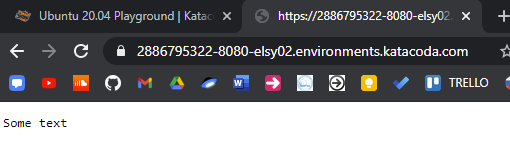 Ubuntu 20.04 Playground | Katac
https://2886795322-8080-elsy02.
2886795322-8080-elsy02.environments.katacoda.com
TRELLO
Some text